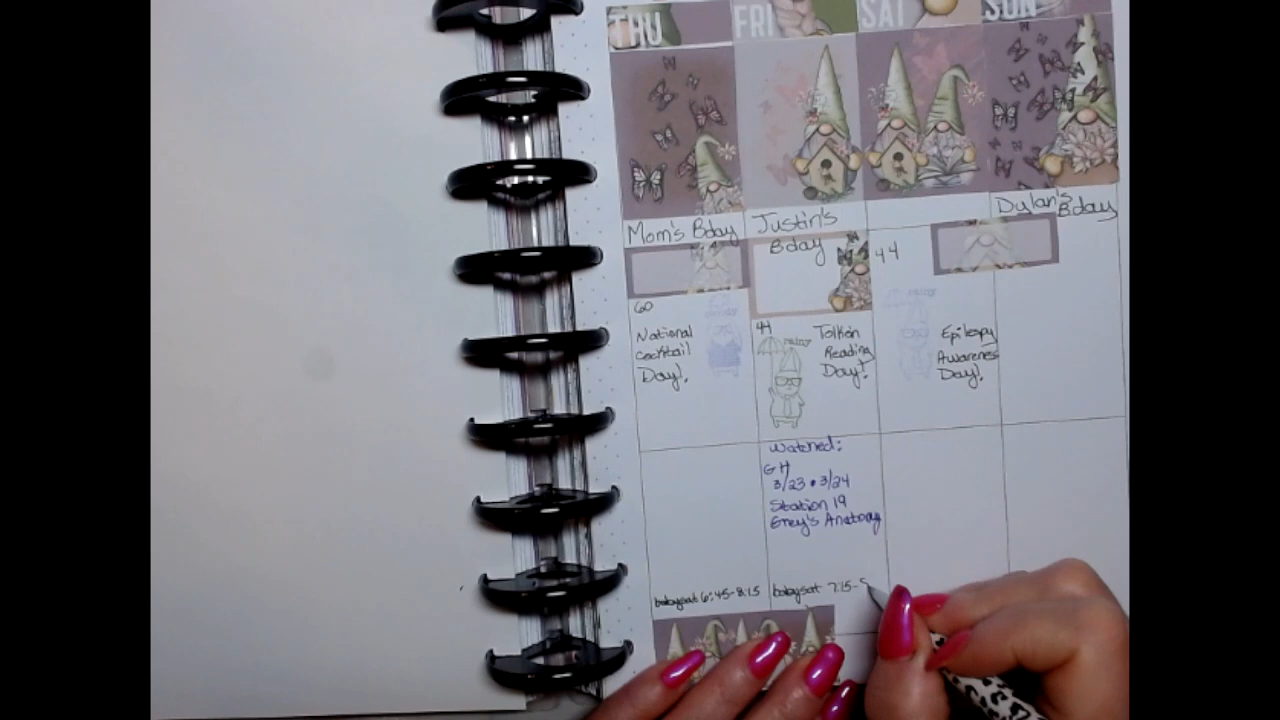 THU FRI SAT SUN
Mom's Bday
Justin's
Bday
Dylan's
Bday
44
60
National
Cocktail
Day!
44
RAINY
Tolkein
Reading
Day!
Epilepsy
Awareness
Day!
Watched:
GH
3/23 • 3/24
Station 19
Grey's Anatomy
babysat 6:45-8:15
babysat 7:15-